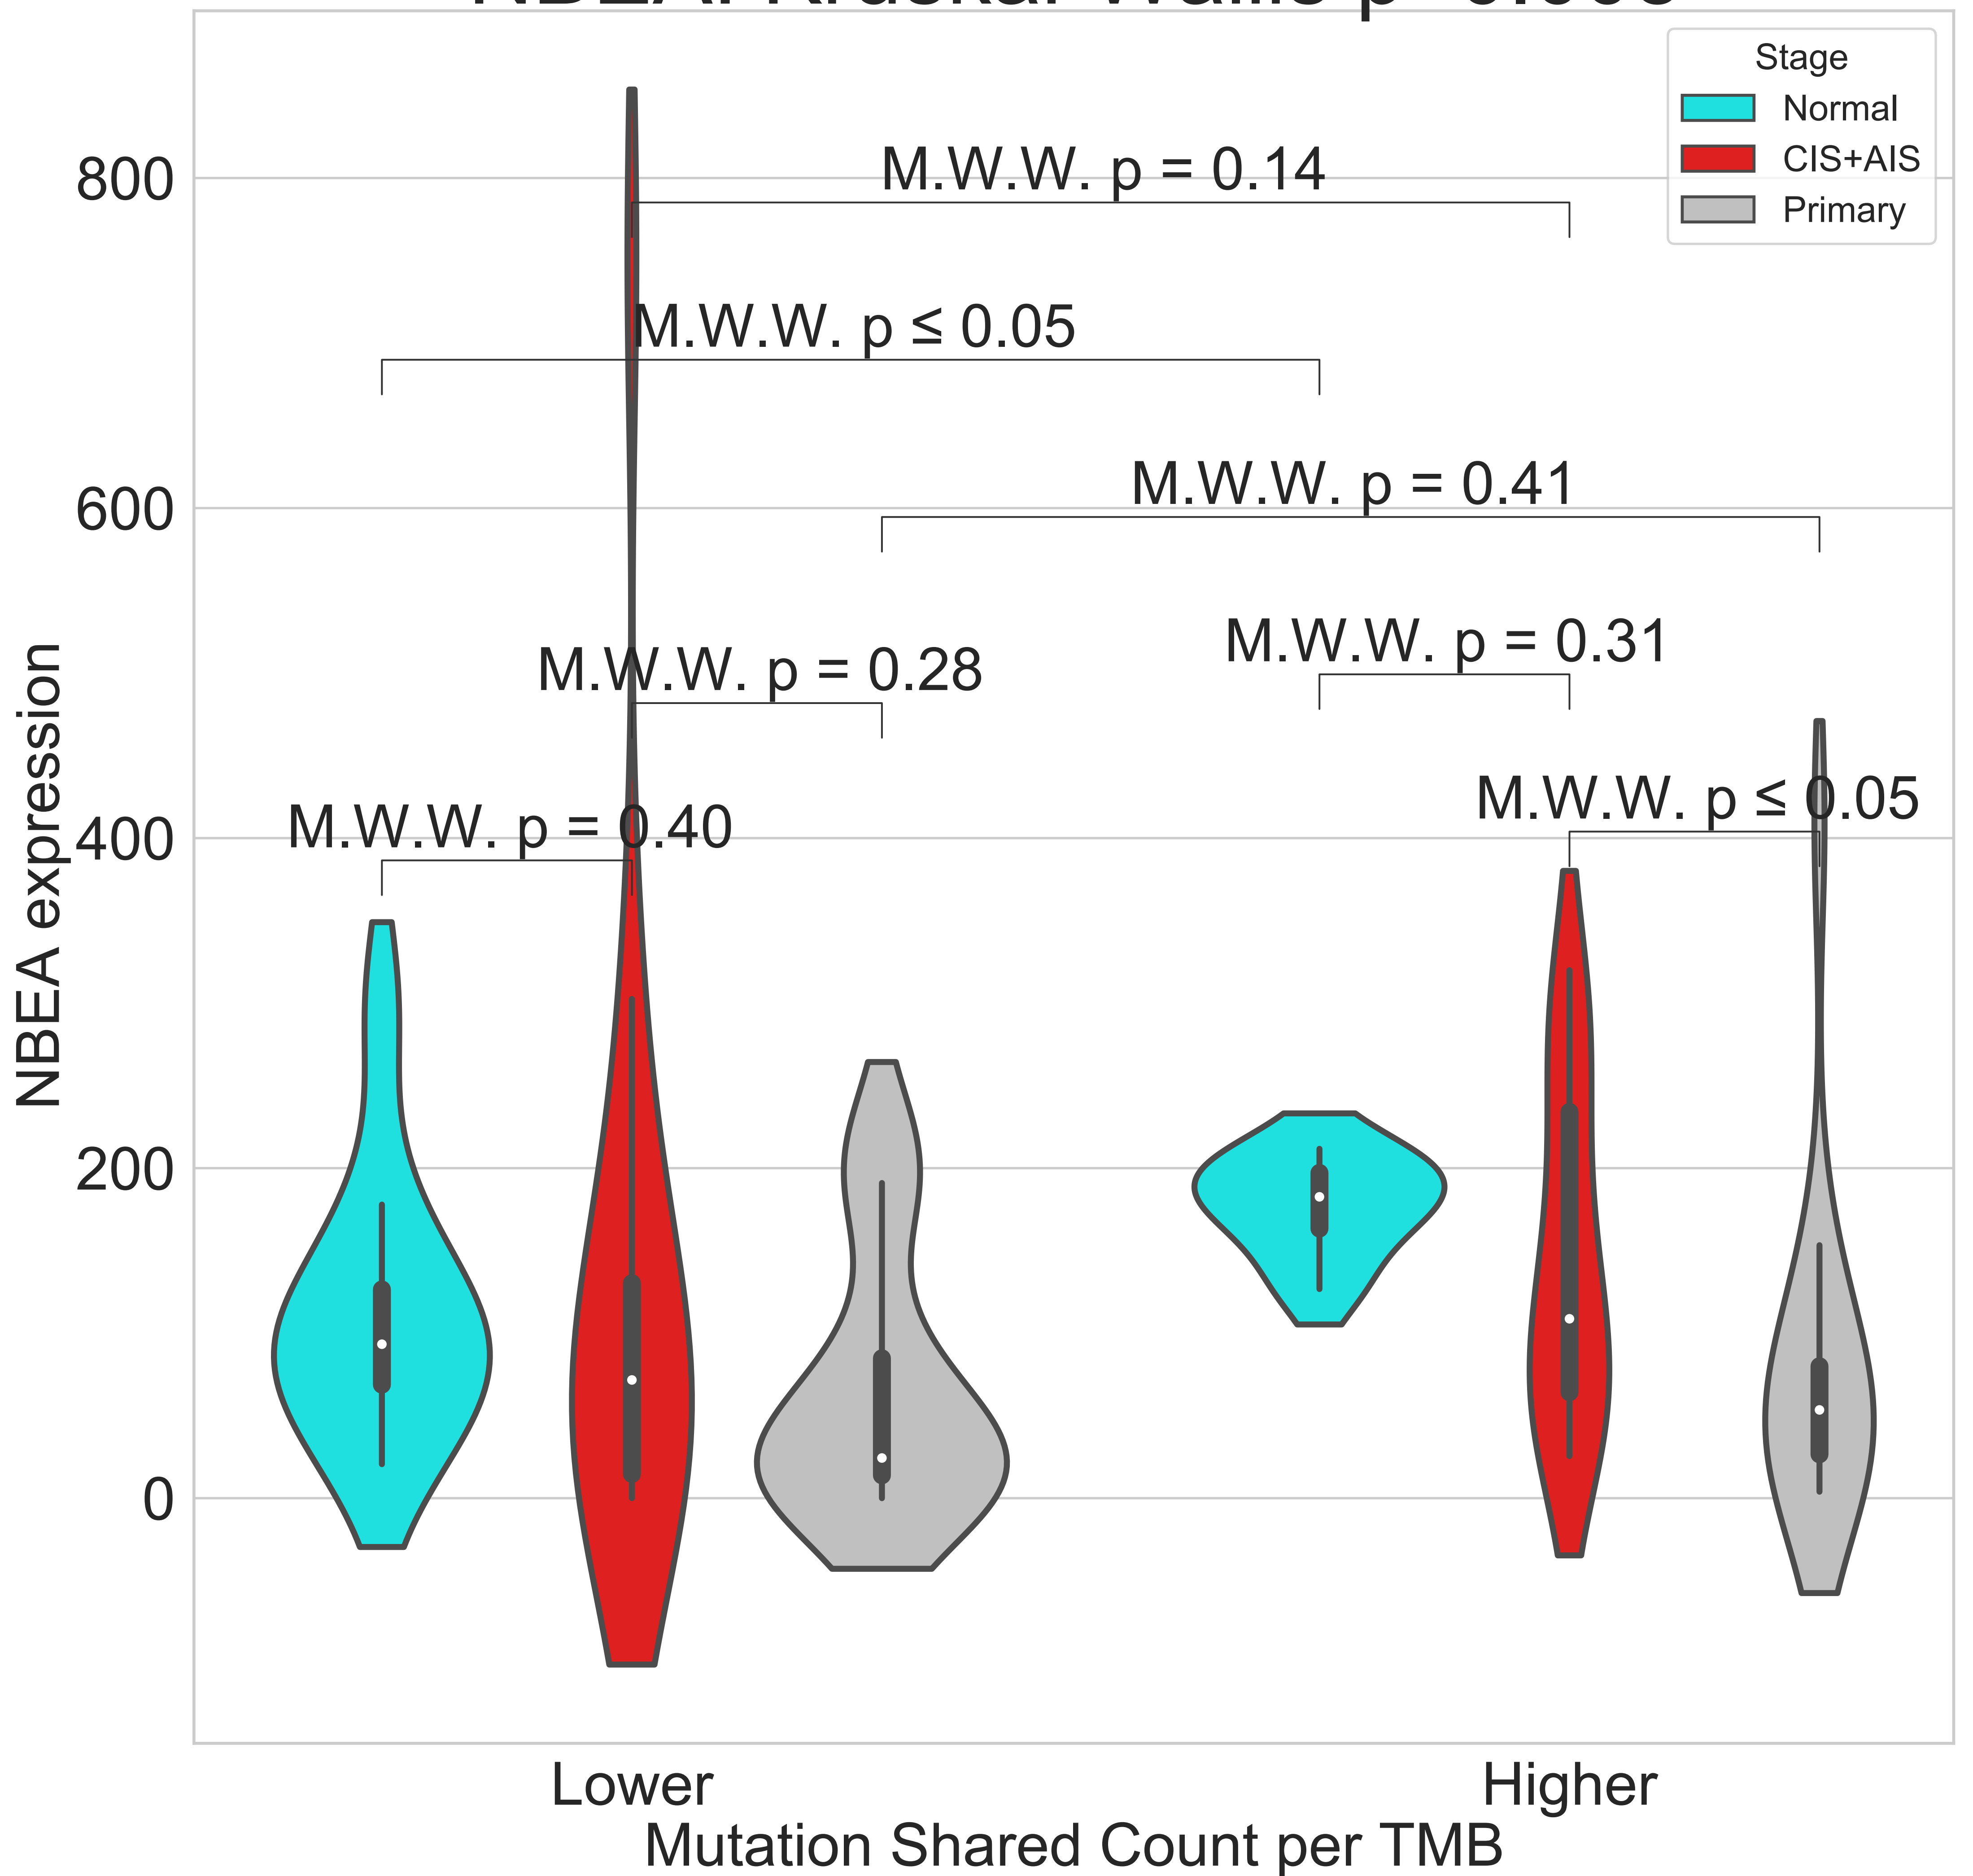 Stage
Normal
CIS+AIS
Primary
M.W.W. p = 0.14
M.W.W. p ≤ 0.05
M.W.W. p = 0.41
M.W.W. p = 0.28
M.W.W. p = 0.31
M.W.W. p = 0.40
M.W.W. p ≤ 0.05
800
600
400
200
0
NBEA expression
Lower
Higher
Mutation Shared Count per TMB